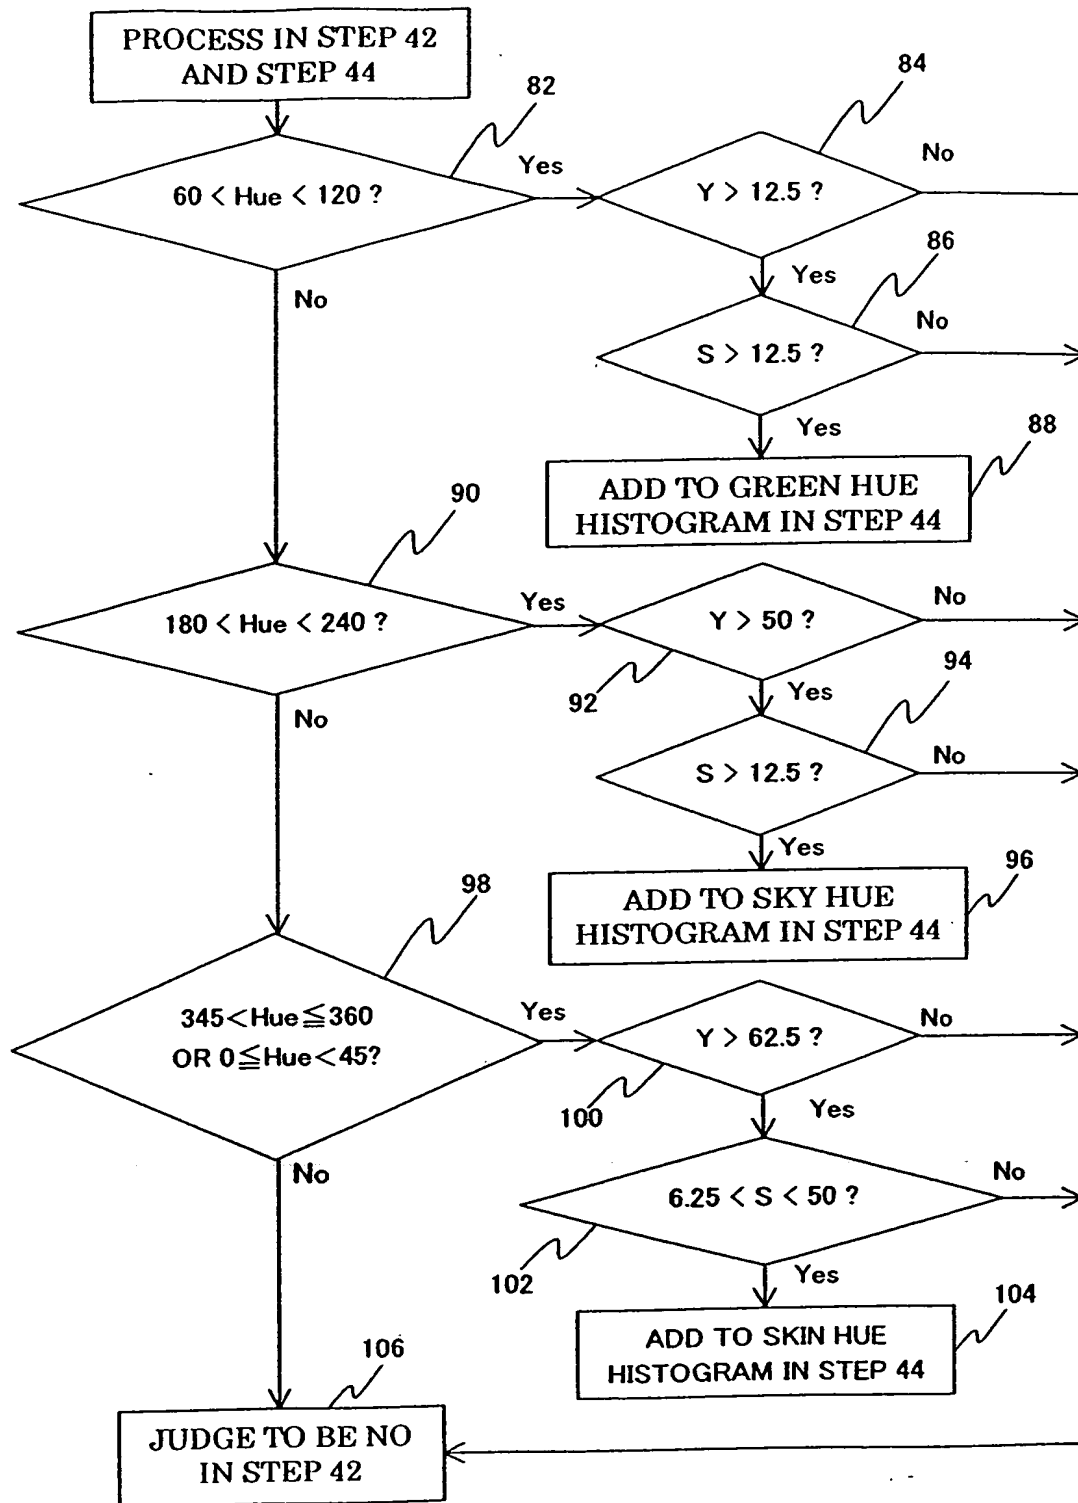 PROCESS IN STEP 42
AND STEP 44
82
84
60 < Hue < 120 ?
Yes
Y > 12.5 ?
No
No
Yes
86
S > 12.5 ?
No
Yes
88
ADD TO GREEN HUE
HISTOGRAM IN STEP 44
90
180 < Hue < 240 ?
Yes
Y > 50 ?
No
92
Yes
94
No
S > 12.5 ?
No
Yes
96
ADD TO SKY HUE
HISTOGRAM IN STEP 44
98
345<Hue≦360
OR 0≦Hue<45?
Yes
Y > 62.5 ?
No
100
Yes
No
6.25 < S < 50 ?
No
102
Yes
104
ADD TO SKIN HUE
HISTOGRAM IN STEP 44
106
JUDGE TO BE NO
IN STEP 42